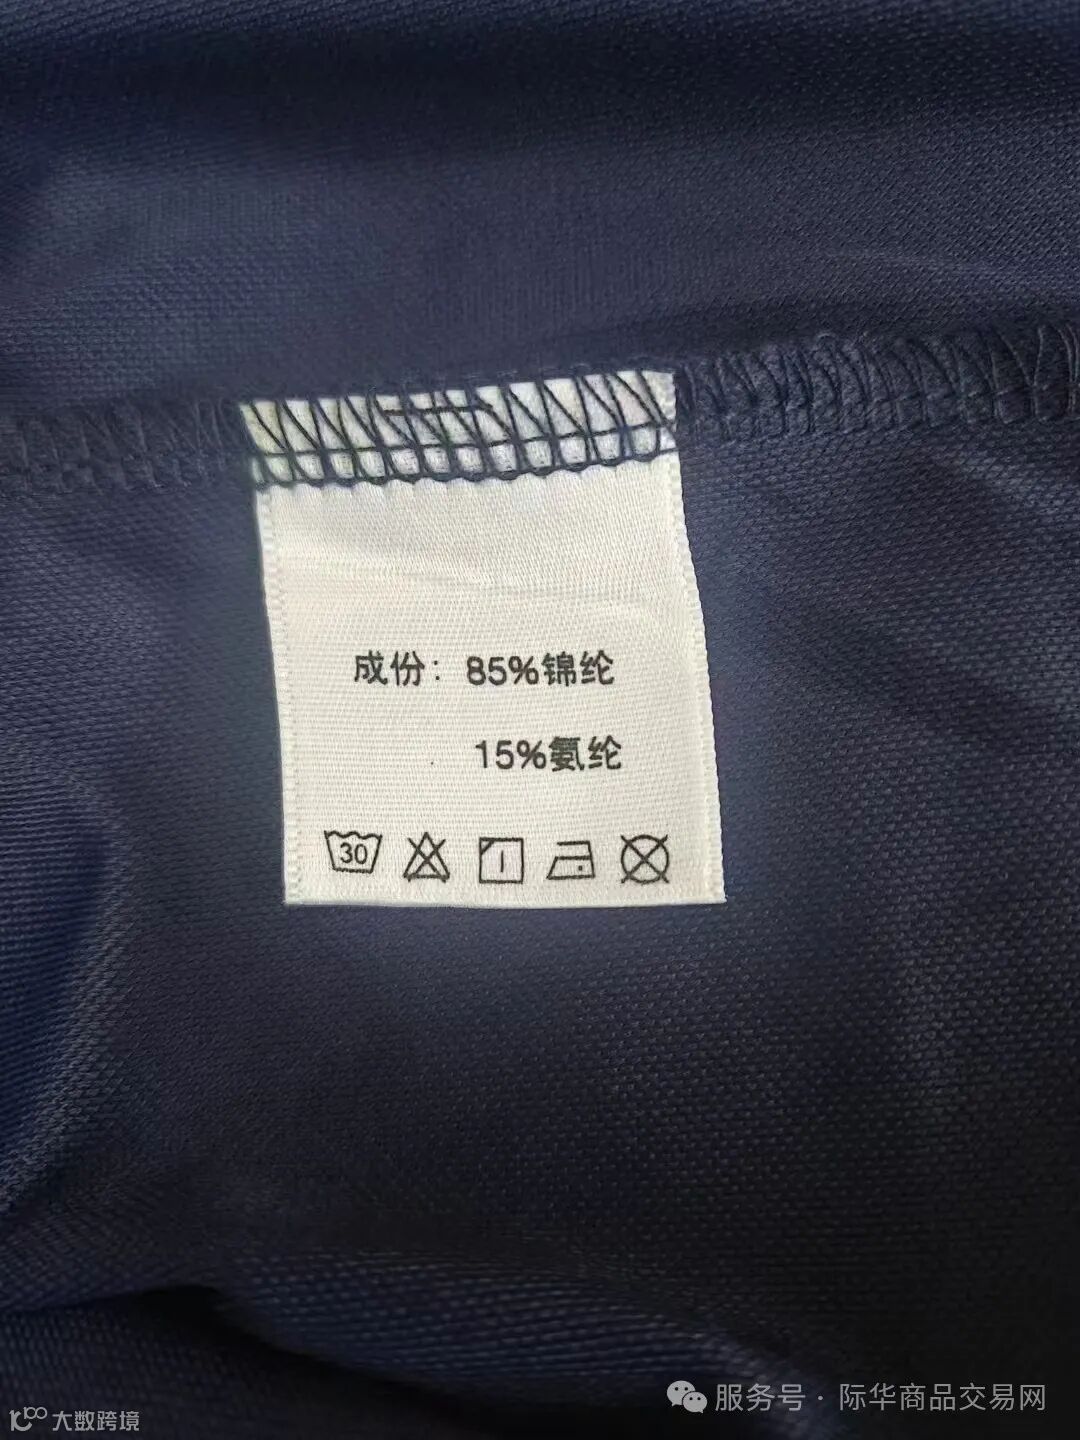 成份：85%锦纶
15%氨纶
30
服务号 · 际华商品交易网
大数跨境